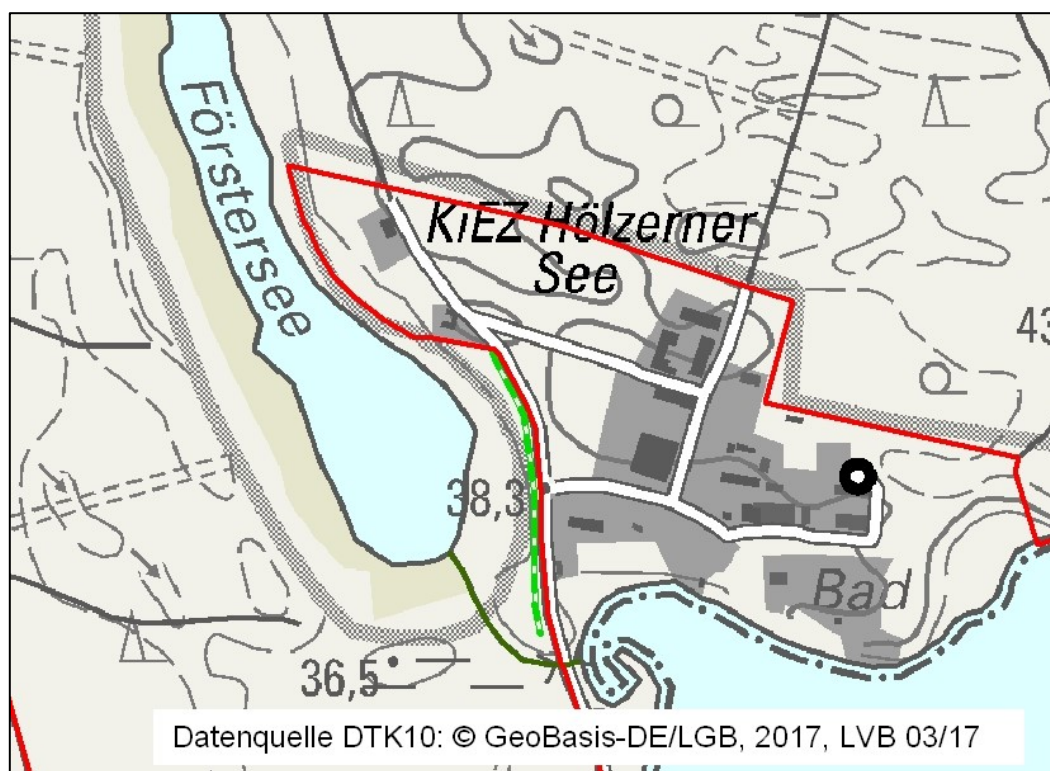 Förstersee
KiEZ Hölzerner
See
43
38,3
Bad
36,5
Datenquelle DTK10: © GeoBasis-DE/LGB, 2017, LVB 03/17